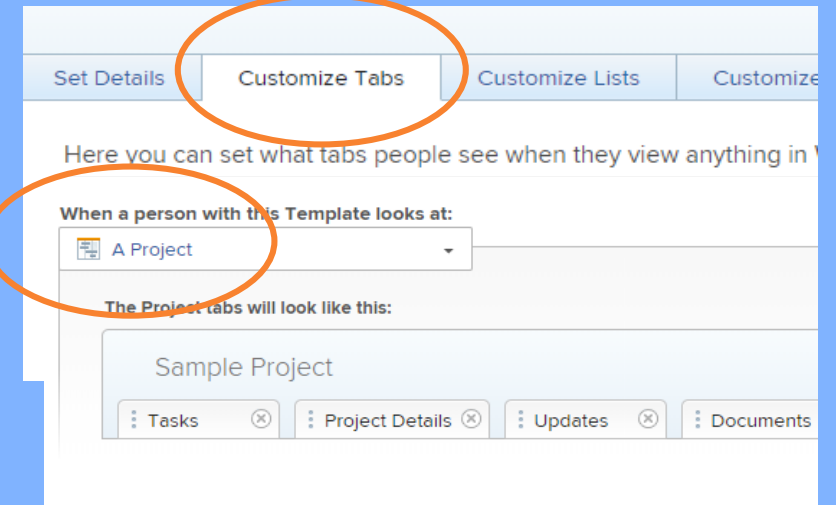 Set Details Customize Tabs Customize Lists Customize
Here you can set what tabs people see when they view anything in
When a person with this Template looks at:
A Project
The Project tabs will look like this:
Sample Project
Tasks Project Details Updates Documents